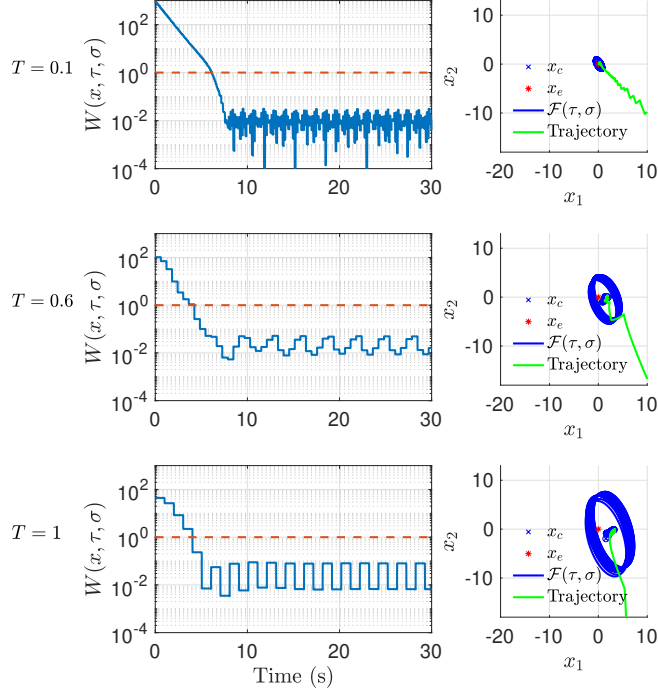 T = 0.1
W(x, τ, σ)
10^2
10^0
10^-2
10^-4
0 10 20 30
x_2
10
0
-10
x_c
x_e
F(τ, σ)
Trajectory
-20 -10 0 10
x_1
T = 0.6
W(x, τ, σ)
10^2
10^0
10^-2
10^-4
0 10 20 30
x_2
10
0
-10
x_c
x_e
F(τ, σ)
Trajectory
-20 -10 0 10
x_1
T = 1
W(x, τ, σ)
10^2
10^0
10^-2
10^-4
0 10 20 30
Time (s)
x_2
10
0
-10
x_c
x_e
F(τ, σ)
Trajectory
-20 -10 0 10
x_1